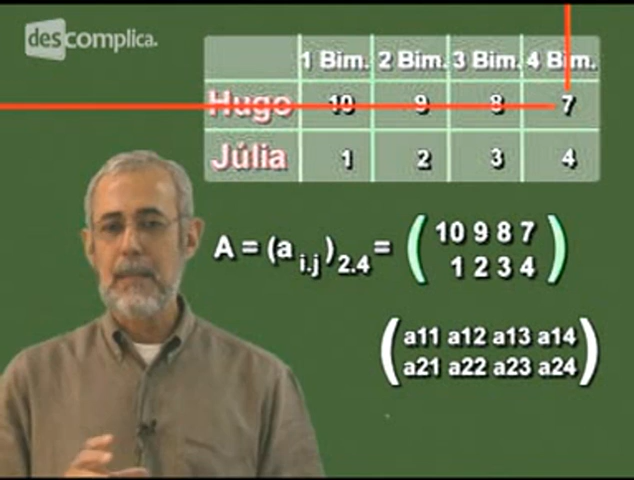 descomplica.
1 Bim. 2 Bim. 3 Bim. 4 Bim.
Hugo 10 9 8 7
Júlia 1 2 3 4
A = (a i.j ) 2.4 = ( 10 9 8 7
1 2 3 4 )
( a11 a12 a13 a14
a21 a22 a23 a24 )